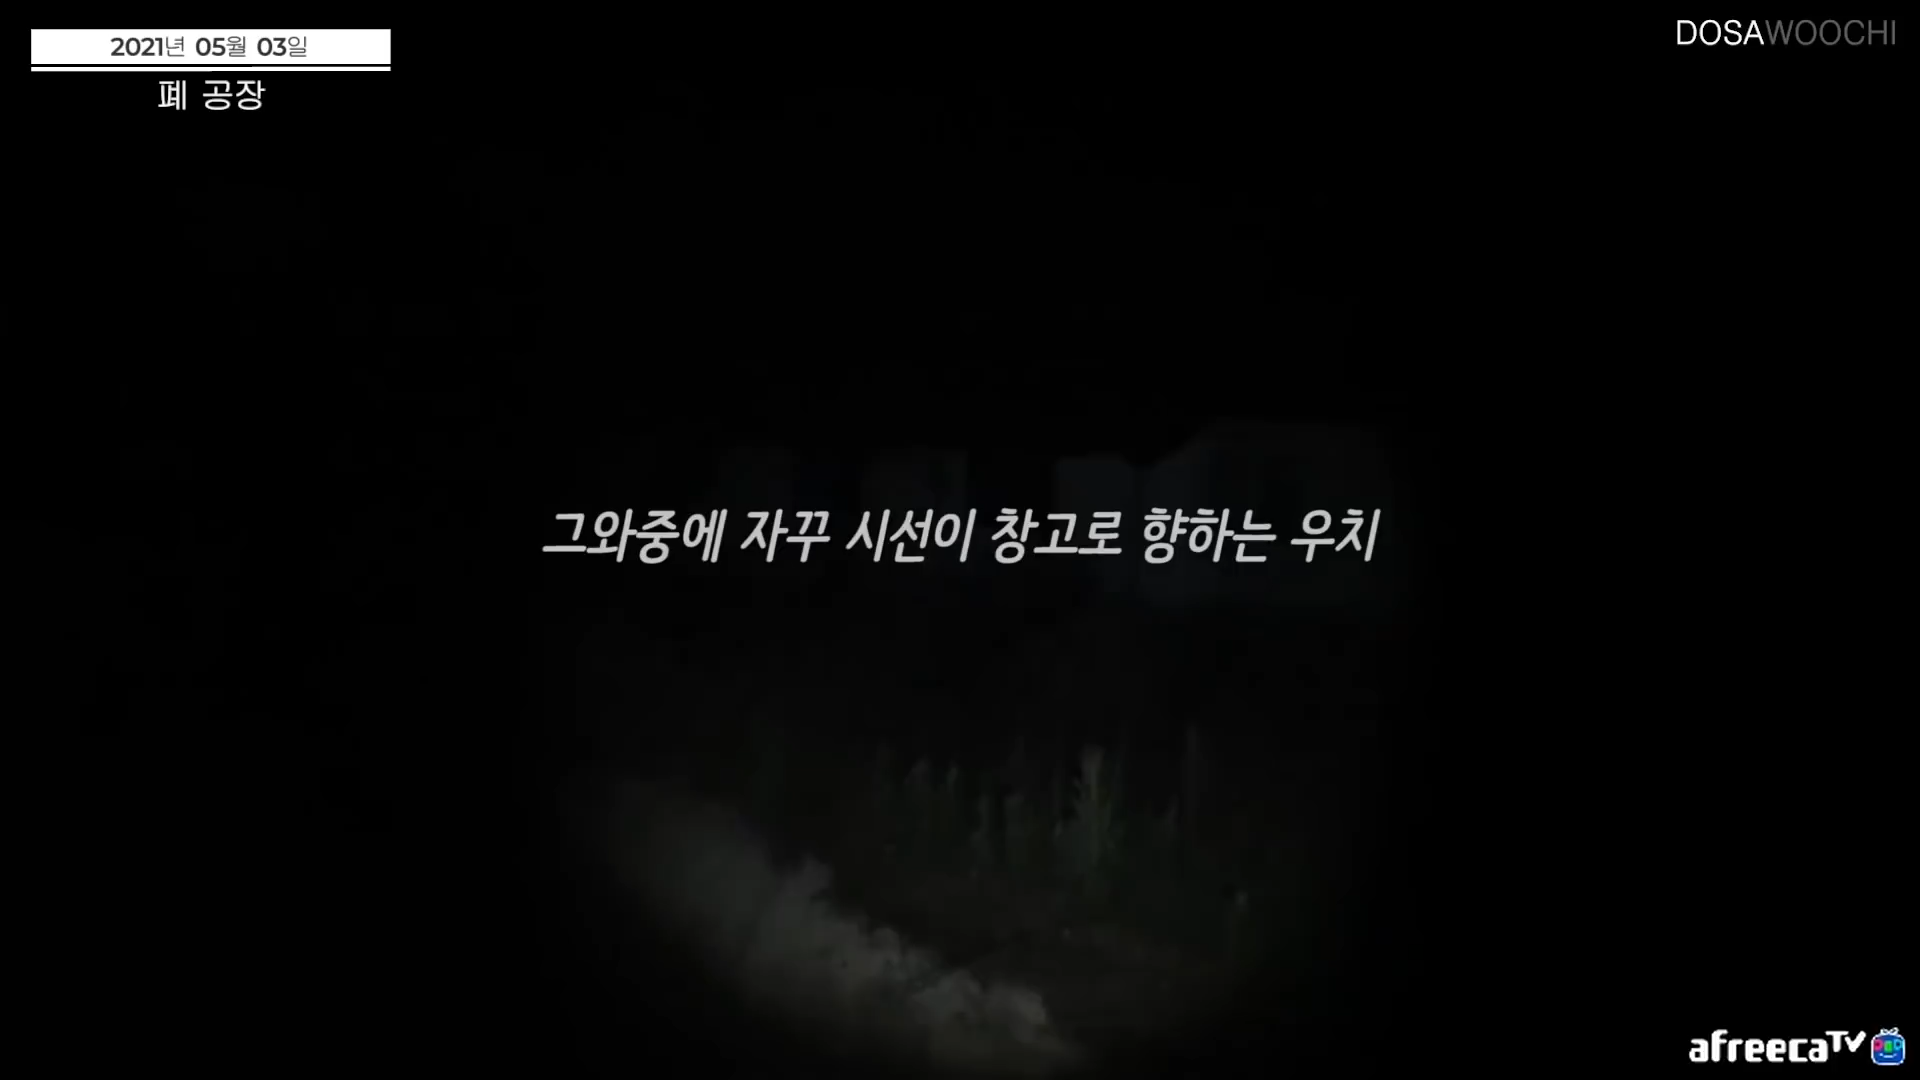 2021년 05월 03일
폐 공장
DOSAWOOCHI
그와중에 자꾸 시선이 창고로 향하는 우치
afreecaTV